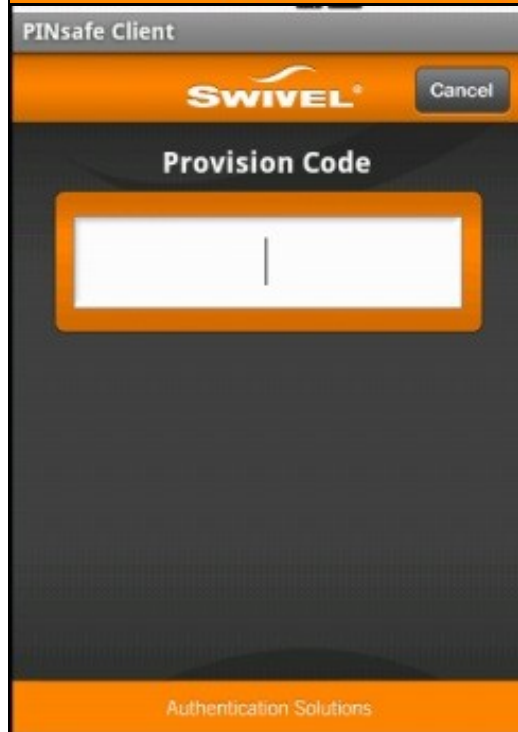 PINsafe Client
SWIVEL®
Cancel
Provision Code
Authentication Solutions